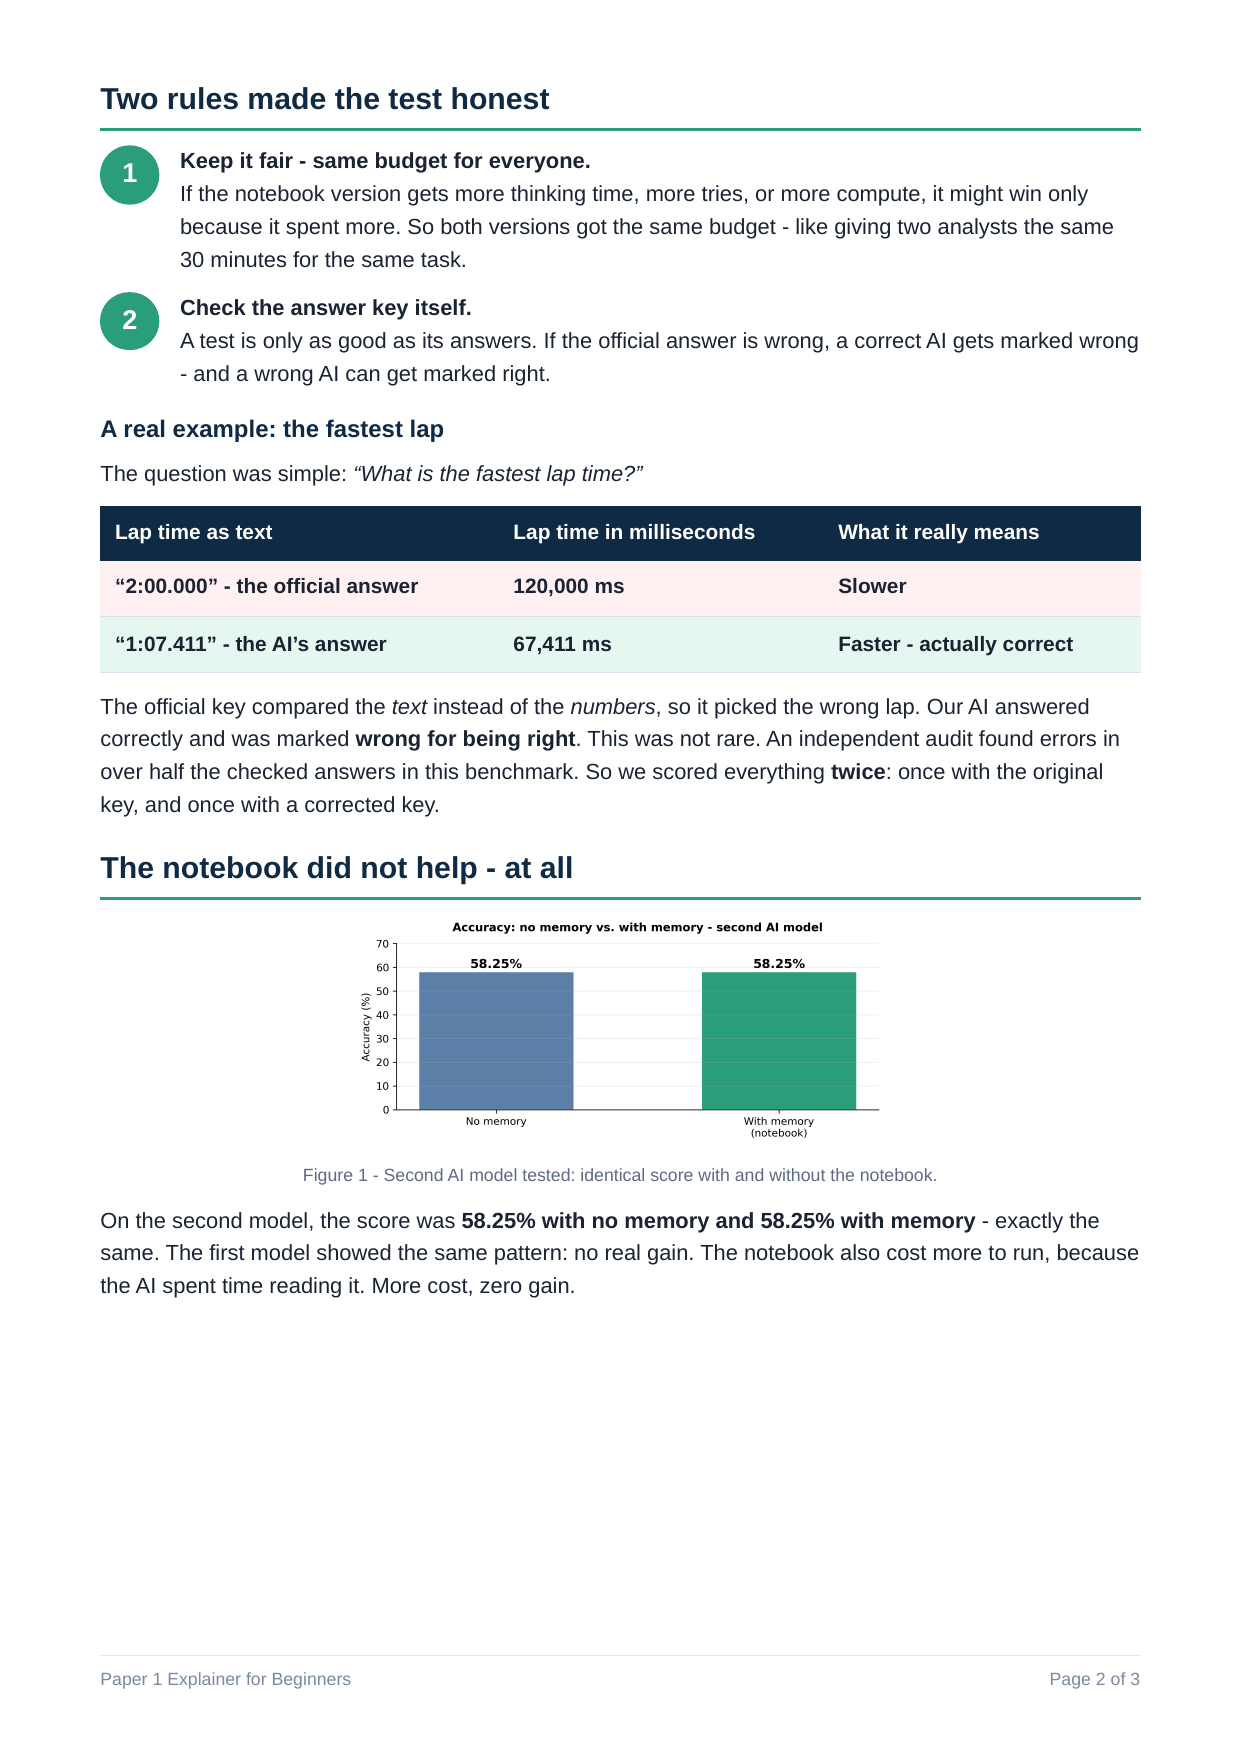 Two rules made the test honest
1
Keep it fair - same budget for everyone.
If the notebook version gets more thinking time, more tries, or more compute, it might win only
because it spent more. So both versions got the same budget - like giving two analysts the same
30 minutes for the same task.
2
Check the answer key itself.
A test is only as good as its answers. If the official answer is wrong, a correct AI gets marked wrong
- and a wrong AI can get marked right.
A real example: the fastest lap
The question was simple: “What is the fastest lap time?”
Lap time as text Lap time in milliseconds What it really means
“2:00.000” - the official answer 120,000 ms Slower
“1:07.411” - the AI’s answer 67,411 ms Faster - actually correct
The official key compared the text instead of the numbers, so it picked the wrong lap. Our AI answered
correctly and was marked wrong for being right. This was not rare. An independent audit found errors in
over half the checked answers in this benchmark. So we scored everything twice: once with the original
key, and once with a corrected key.
The notebook did not help - at all
Accuracy: no memory vs. with memory - second AI model
70
60
50
40
30
20
10
0
Accuracy (%)
58.25% 58.25%
No memory With memory
(notebook)
Figure 1 - Second AI model tested: identical score with and without the notebook.
On the second model, the score was 58.25% with no memory and 58.25% with memory - exactly the
same. The first model showed the same pattern: no real gain. The notebook also cost more to run, because
the AI spent time reading it. More cost, zero gain.
Paper 1 Explainer for Beginners Page 2 of 3